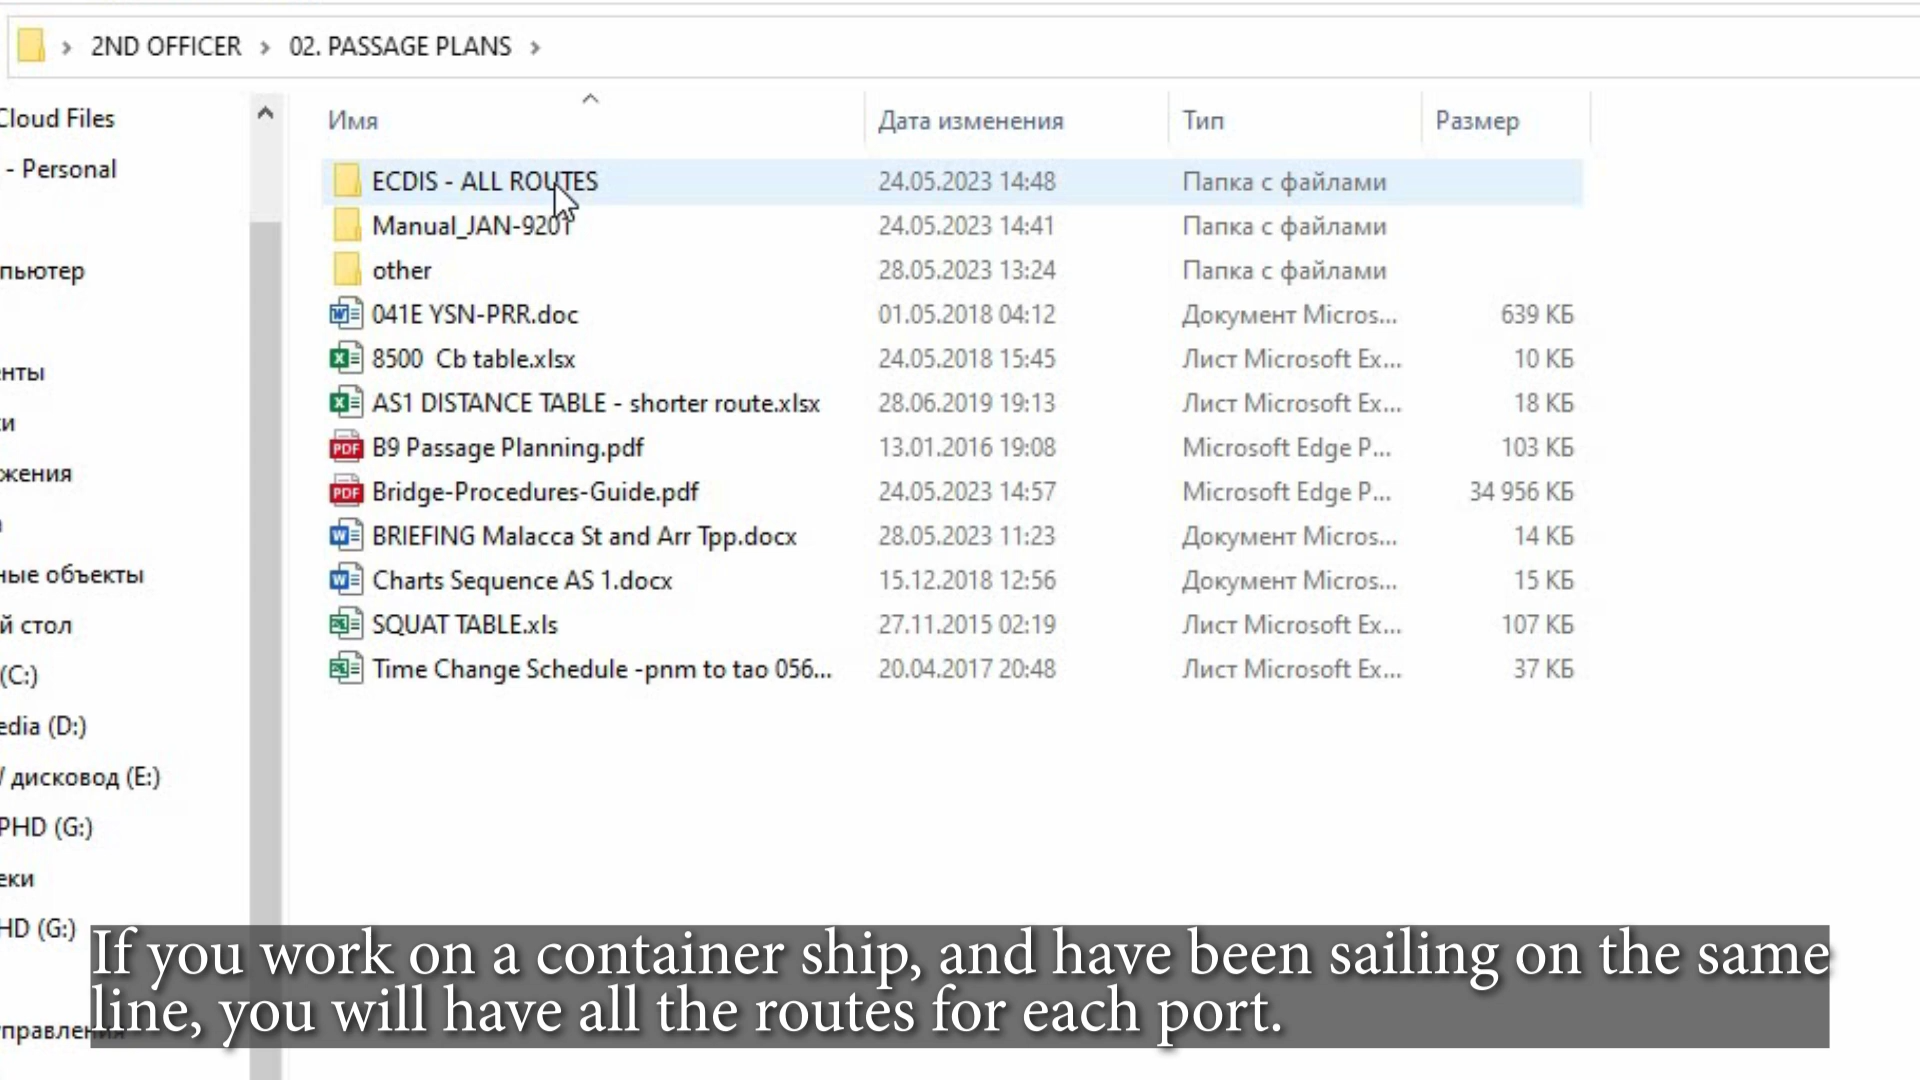 2ND OFFICER > 02. PASSAGE PLANS >
Cloud Files
- Personal
пьютер
енты
ки
жения
ные объекты
й стол
(C:)
edia (D:)
/ дисковод (E:)
PHD (G:)
еки
HD (G:)
управления
Имя Дата изменения Тип Размер
ECDIS - ALL ROUTES 24.05.2023 14:48 Папка с файлами
Manual_JAN-9201 24.05.2023 14:41 Папка с файлами
other 28.05.2023 13:24 Папка с файлами
041E YSN-PRR.doc 01.05.2018 04:12 Документ Micros... 639 КБ
8500  Cb table.xlsx 24.05.2018 15:45 Лист Microsoft Ex... 10 КБ
AS1 DISTANCE TABLE - shorter route.xlsx 28.06.2019 19:13 Лист Microsoft Ex... 18 КБ
B9 Passage Planning.pdf 13.01.2016 19:08 Microsoft Edge P... 103 КБ
Bridge-Procedures-Guide.pdf 24.05.2023 14:57 Microsoft Edge P... 34 956 КБ
BRIEFING Malacca St and Arr Tpp.docx 28.05.2023 11:23 Документ Micros... 14 КБ
Charts Sequence AS 1.docx 15.12.2018 12:56 Документ Micros... 15 КБ
SQUAT TABLE.xls 27.11.2015 02:19 Лист Microsoft Ex... 107 КБ
Time Change Schedule -pnm to tao 056... 20.04.2017 20:48 Лист Microsoft Ex... 37 КБ
If you work on a container ship, and have been sailing on the same
line, you will have all the routes for each port.